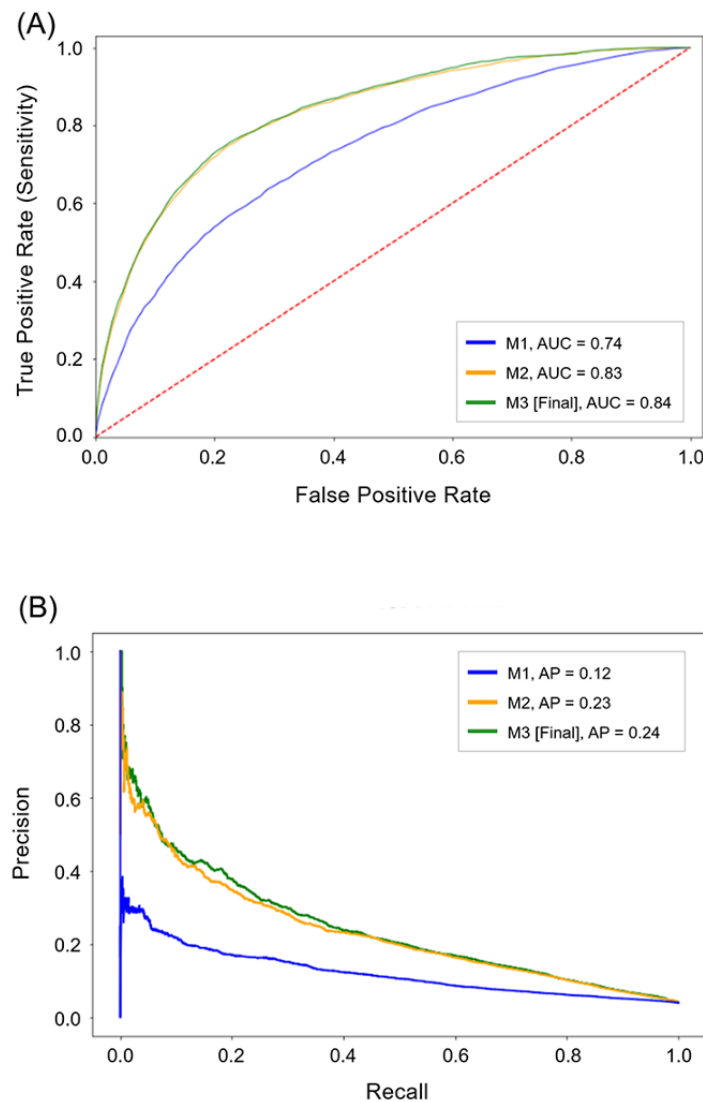 (A)
1.0
0.8
0.6
0.4
0.2
0.0
True Positive Rate (Sensitivity)
M1, AUC = 0.74
M2, AUC = 0.83
M3 [Final], AUC = 0.84
0.0 0.2 0.4 0.6 0.8 1.0
False Positive Rate
(B)
1.0
0.8
0.6
0.4
0.2
0.0
Precision
M1, AP = 0.12
M2, AP = 0.23
M3 [Final], AP = 0.24
0.0 0.2 0.4 0.6 0.8 1.0
Recall